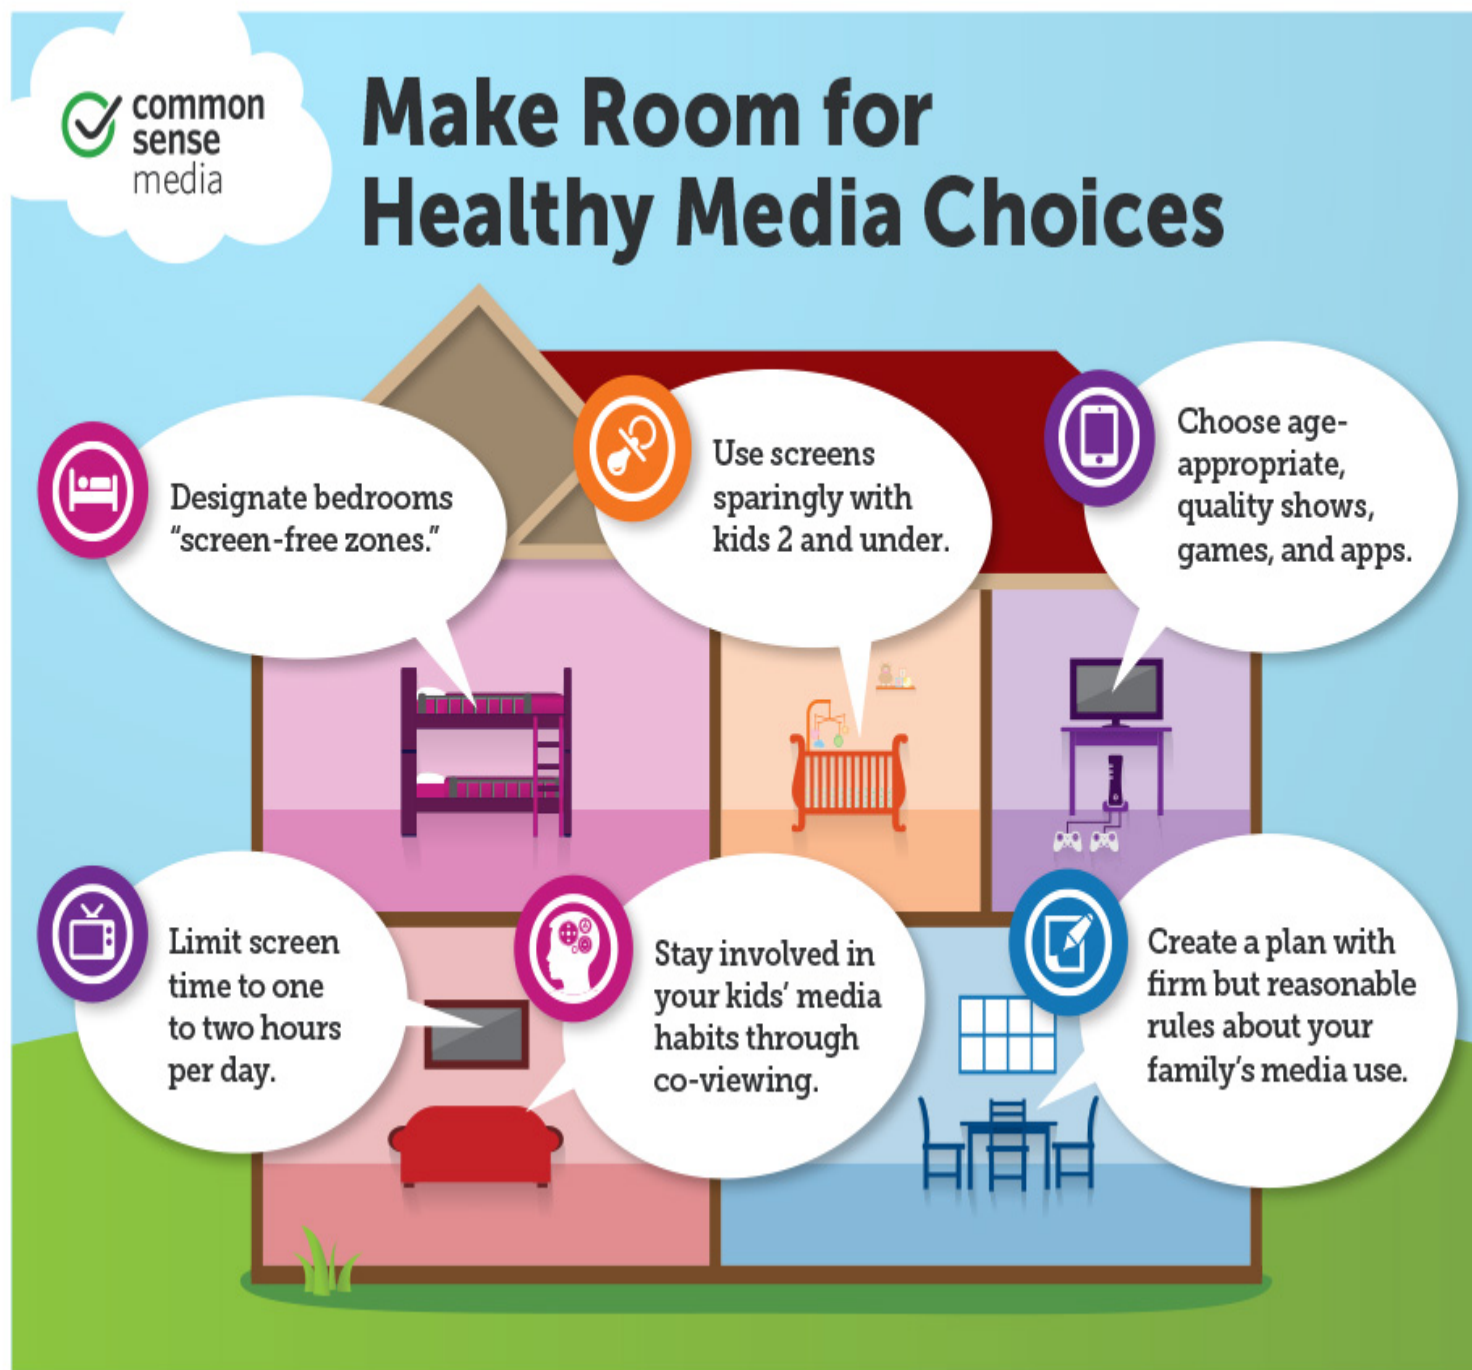 common
sense
media
Make Room for
Healthy Media Choices
Designate bedrooms
“screen-free zones.”
Use screens
sparingly with
kids 2 and under.
Choose age-
appropriate,
quality shows,
games, and apps.
Limit screen
time to one
to two hours
per day.
Stay involved in
your kids’ media
habits through
co-viewing.
Create a plan with
firm but reasonable
rules about your
family’s media use.